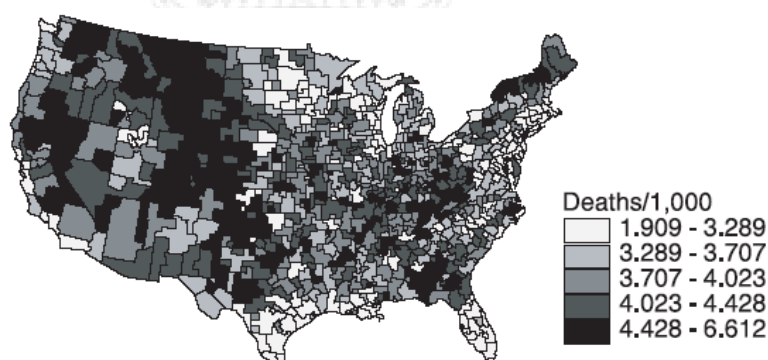 Deaths/1,000
1.909 - 3.289
3.289 - 3.707
3.707 - 4.023
4.023 - 4.428
4.428 - 6.612